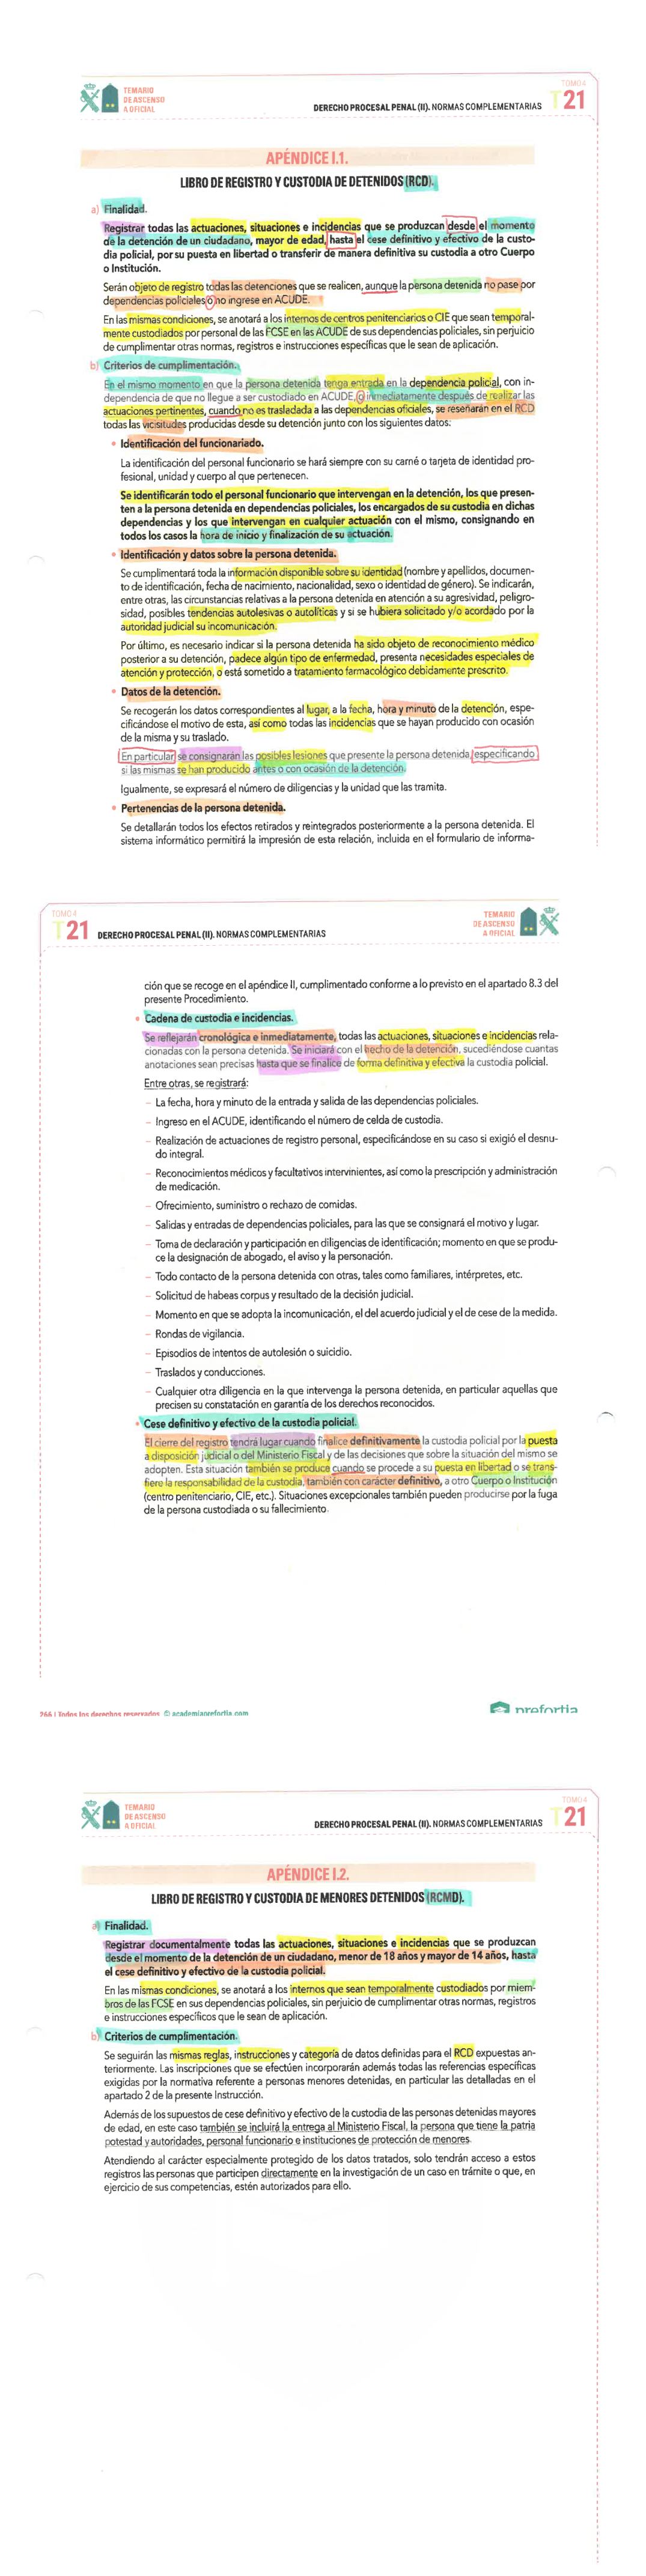 TEMARIO
DE ASCENSO
A OFICIAL
DERECHO PROCESAL PENAL (II). NORMAS COMPLEMENTARIAS
TOMO 4
T21
APÉNDICE I.1.
LIBRO DE REGISTRO Y CUSTODIA DE DETENIDOS (RCD).
a) Finalidad.
Registrar todas las actuaciones, situaciones e incidencias que se produzcan desde el momento
de la detención de un ciudadano, mayor de edad, hasta el cese definitivo y efectivo de la custo-
dia policial, por su puesta en libertad o transferir de manera definitiva su custodia a otro Cuerpo
o Institución.
Serán objeto de registro todas las detenciones que se realicen, aunque la persona detenida no pase por
dependencias policiales o no ingrese en ACUDE.
En las mismas condiciones, se anotará a los internos de centros penitenciarios o CIE que sean temporal-
mente custodiados por personal de las FCSE en las ACUDE de sus dependencias policiales, sin perjuicio
de cumplimentar otras normas, registros e instrucciones específicas que le sean de aplicación.
b) Criterios de cumplimentación.
En el mismo momento en que la persona detenida tenga entrada en la dependencia policial, con in-
dependencia de que no llegue a ser custodiado en ACUDE, o inmediatamente después de realizar las
actuaciones pertinentes, cuando no es trasladada a las dependencias oficiales, se reseñarán en el RCD
todas las vicisitudes producidas desde su detención junto con los siguientes datos:
• Identificación del funcionariado.
La identificación del personal funcionario se hará siempre con su carné o tarjeta de identidad pro-
fesional, unidad y cuerpo al que pertenecen.
Se identificarán todo el personal funcionario que intervengan en la detención, los que presen-
ten a la persona detenida en dependencias policiales, los encargados de su custodia en dichas
dependencias y los que intervengan en cualquier actuación con el mismo, consignando en
todos los casos la hora de inicio y finalización de su actuación.
• Identificación y datos sobre la persona detenida.
Se cumplimentará toda la información disponible sobre su identidad (nombre y apellidos, documen-
to de identificación, fecha de nacimiento, nacionalidad, sexo o identidad de género). Se indicarán,
entre otras, las circunstancias relativas a la persona detenida en atención a su agresividad, peligro-
sidad, posibles tendencias autolesivas o autolíticas y si se hubiera solicitado y/o acordado por la
autoridad judicial su incomunicación.
Por último, es necesario indicar si la persona detenida ha sido objeto de reconocimiento médico
posterior a su detención, padece algún tipo de enfermedad, presenta necesidades especiales de
atención y protección, o está sometido a tratamiento farmacológico debidamente prescrito.
• Datos de la detención.
Se recogerán los datos correspondientes al lugar, a la fecha, hora y minuto de la detención, espe-
cificándose el motivo de esta, así como todas las incidencias que se hayan producido con ocasión
de la misma y su traslado.
En particular, se consignarán las posibles lesiones que presente la persona detenida, especificando
si las mismas se han producido antes o con ocasión de la detención.
Igualmente, se expresará el número de diligencias y la unidad que las tramita.
• Pertenencias de la persona detenida.
Se detallarán todos los efectos retirados y reintegrados posteriormente a la persona detenida. El
sistema informático permitirá la impresión de esta relación, incluida en el formulario de informa-
TOMO 4
T21
DERECHO PROCESAL PENAL (II). NORMAS COMPLEMENTARIAS
TEMARIO
DE ASCENSO
A OFICIAL
ción que se recoge en el apéndice II, cumplimentado conforme a lo previsto en el apartado 8.3 del
presente Procedimiento.
• Cadena de custodia e incidencias.
Se reflejarán cronológica e inmediatamente, todas las actuaciones, situaciones e incidencias rela-
cionadas con la persona detenida. Se iniciará con el hecho de la detención, sucediéndose cuantas
anotaciones sean precisas hasta que se finalice de forma definitiva y efectiva la custodia policial.
Entre otras, se registrará:
– La fecha, hora y minuto de la entrada y salida de las dependencias policiales.
– Ingreso en el ACUDE, identificando el número de celda de custodia.
– Realización de actuaciones de registro personal, especificándose en su caso si exigió el desnu-
do integral.
– Reconocimientos médicos y facultativos intervinientes, así como la prescripción y administración
de medicación.
– Ofrecimiento, suministro o rechazo de comidas.
– Salidas y entradas de dependencias policiales, para las que se consignará el motivo y lugar.
– Toma de declaración y participación en diligencias de identificación; momento en que se produ-
ce la designación de abogado, el aviso y la personación.
– Todo contacto de la persona detenida con otras, tales como familiares, intérpretes, etc.
– Solicitud de habeas corpus y resultado de la decisión judicial.
– Momento en que se adopta la incomunicación, el del acuerdo judicial y el de cese de la medida.
– Rondas de vigilancia.
– Episodios de intentos de autolesión o suicidio.
– Traslados y conducciones.
– Cualquier otra diligencia en la que intervenga la persona detenida, en particular aquellas que
precisen su constatación en garantía de los derechos reconocidos.
• Cese definitivo y efectivo de la custodia policial.
El cierre del registro tendrá lugar cuando finalice definitivamente la custodia policial por la puesta
a disposición judicial o del Ministerio Fiscal y de las decisiones que sobre la situación del mismo se
adopten. Esta situación también se produce cuando se procede a su puesta en libertad o se trans-
fiere la responsabilidad de la custodia, también con carácter definitivo, a otro Cuerpo o Institución
(centro penitenciario, CIE, etc.). Situaciones excepcionales también pueden producirse por la fuga
de la persona custodiada o su fallecimiento.
266 | Todos los derechos reservados © academiaprefortia.com
prefortia
TEMARIO
DE ASCENSO
A OFICIAL
DERECHO PROCESAL PENAL (II). NORMAS COMPLEMENTARIAS
TOMO 4
T21
APÉNDICE I.2.
LIBRO DE REGISTRO Y CUSTODIA DE MENORES DETENIDOS (RCMD).
a) Finalidad.
Registrar documentalmente todas las actuaciones, situaciones e incidencias que se produzcan
desde el momento de la detención de un ciudadano, menor de 18 años y mayor de 14 años, hasta
el cese definitivo y efectivo de la custodia policial.
En las mismas condiciones, se anotará a los internos que sean temporalmente custodiados por miem-
bros de las FCSE en sus dependencias policiales, sin perjuicio de cumplimentar otras normas, registros
e instrucciones específicos que le sean de aplicación.
b) Criterios de cumplimentación.
Se seguirán las mismas reglas, instrucciones y categoría de datos definidas para el RCD expuestas an-
teriormente. Las inscripciones que se efectúen incorporarán además todas las referencias específicas
exigidas por la normativa referente a personas menores detenidas, en particular las detalladas en el
apartado 2 de la presente Instrucción.
Además de los supuestos de cese definitivo y efectivo de la custodia de las personas detenidas mayores
de edad, en este caso también se incluirá la entrega al Ministerio Fiscal, la persona que tiene la patria
potestad y autoridades, personal funcionario e instituciones de protección de menores.
Atendiendo al carácter especialmente protegido de los datos tratados, solo tendrán acceso a estos
registros las personas que participen directamente en la investigación de un caso en trámite o que, en
ejercicio de sus competencias, estén autorizados para ello.